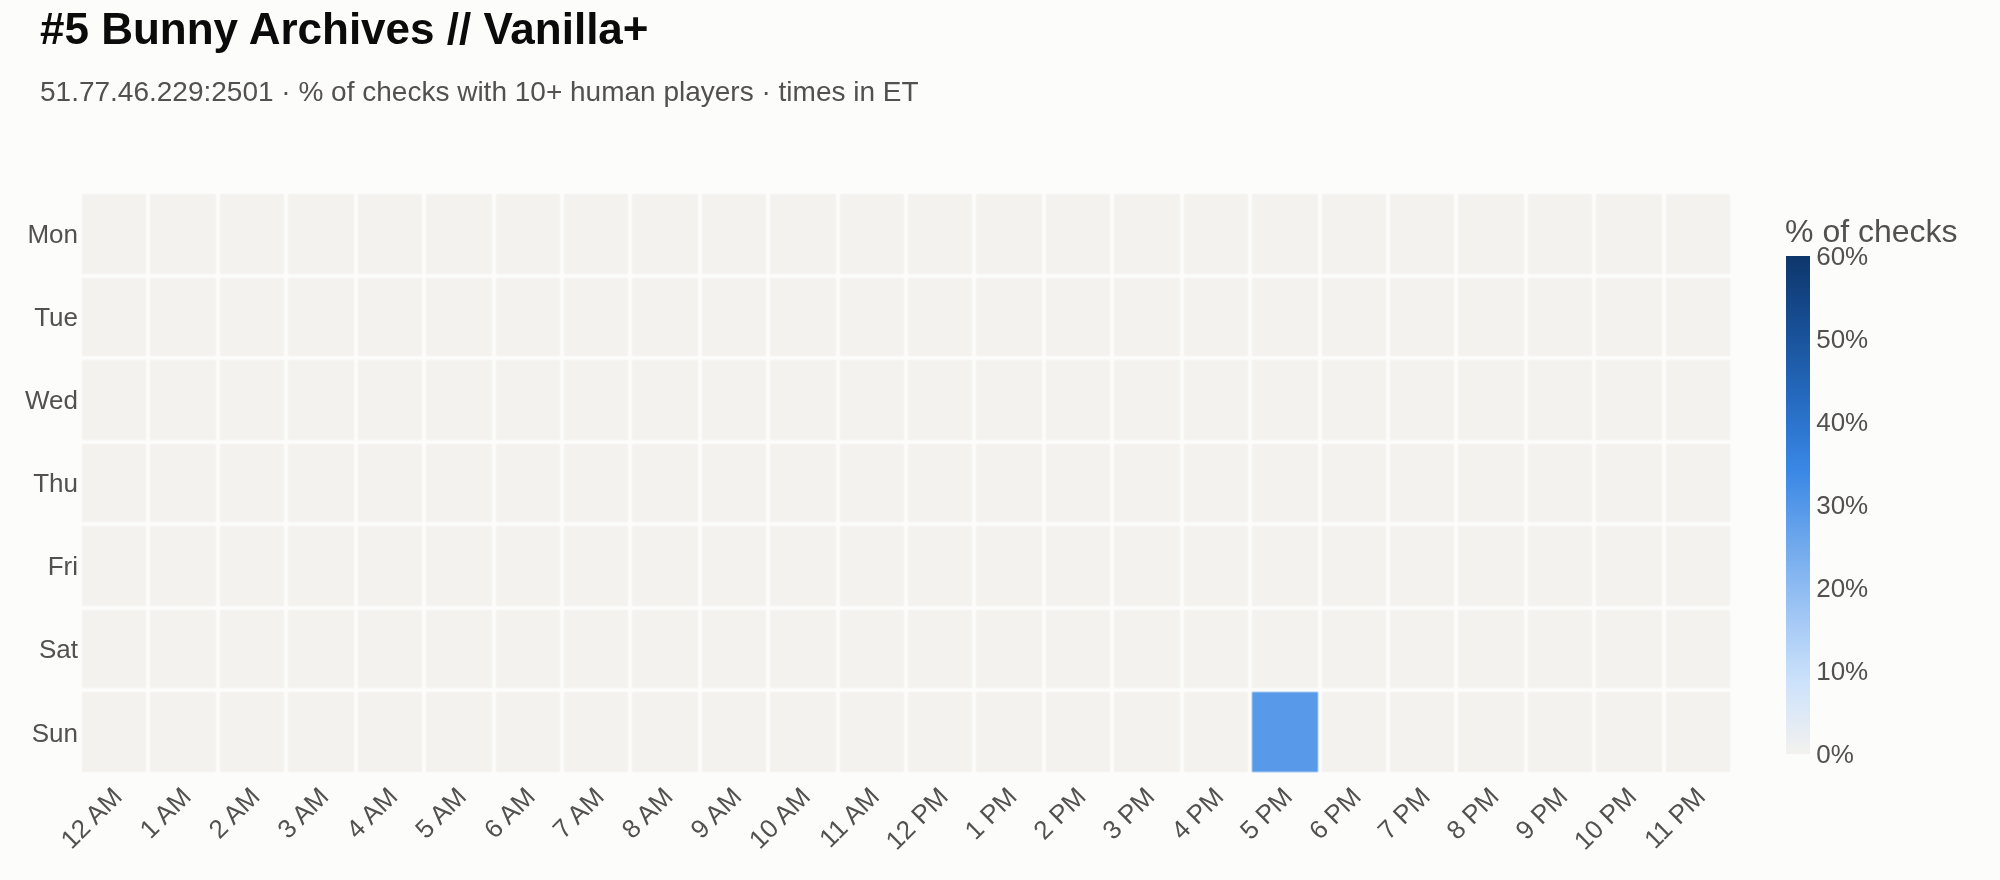 #5 Bunny Archives // Vanilla+
51.77.46.229:2501 · % of checks with 10+ human players · times in ET
% of checks
60%
50%
40%
30%
20%
10%
0%
Mon
Tue
Wed
Thu
Fri
Sat
Sun
12 AM
1 AM
2 AM
3 AM
4 AM
5 AM
6 AM
7 AM
8 AM
9 AM
10 AM
11 AM
12 PM
1 PM
2 PM
3 PM
4 PM
5 PM
6 PM
7 PM
8 PM
9 PM
10 PM
11 PM